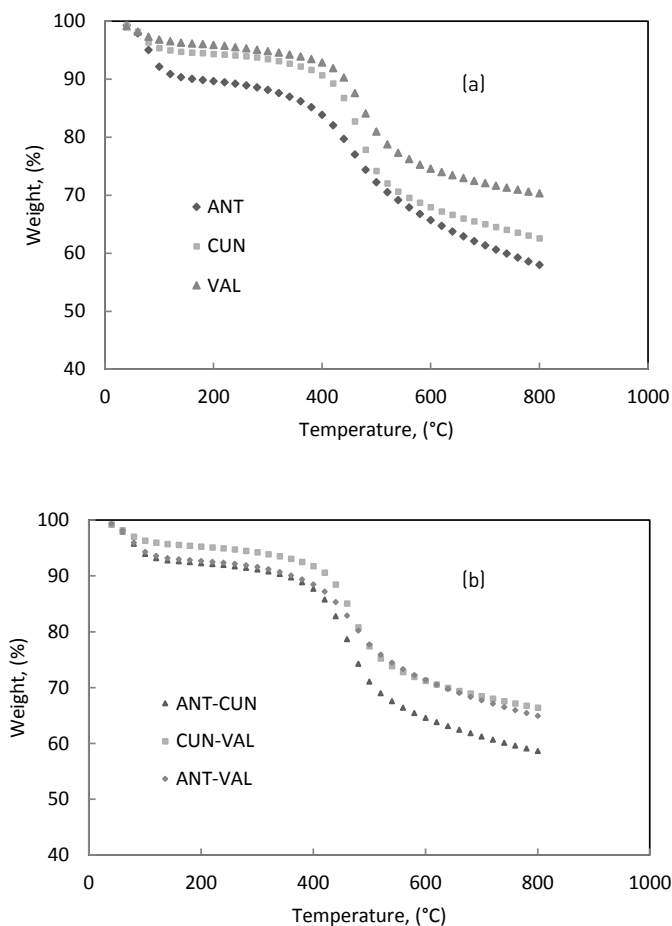 100
90
80
70
60
50
40
0 200 400 600 800 1000
Weight, (%)
Temperature, (°C)
(a)
ANT
CUN
VAL
100
90
80
70
60
50
40
0 200 400 600 800 1000
Weight, (%)
Temperature, (°C)
(b)
ANT-CUN
CUN-VAL
ANT-VAL